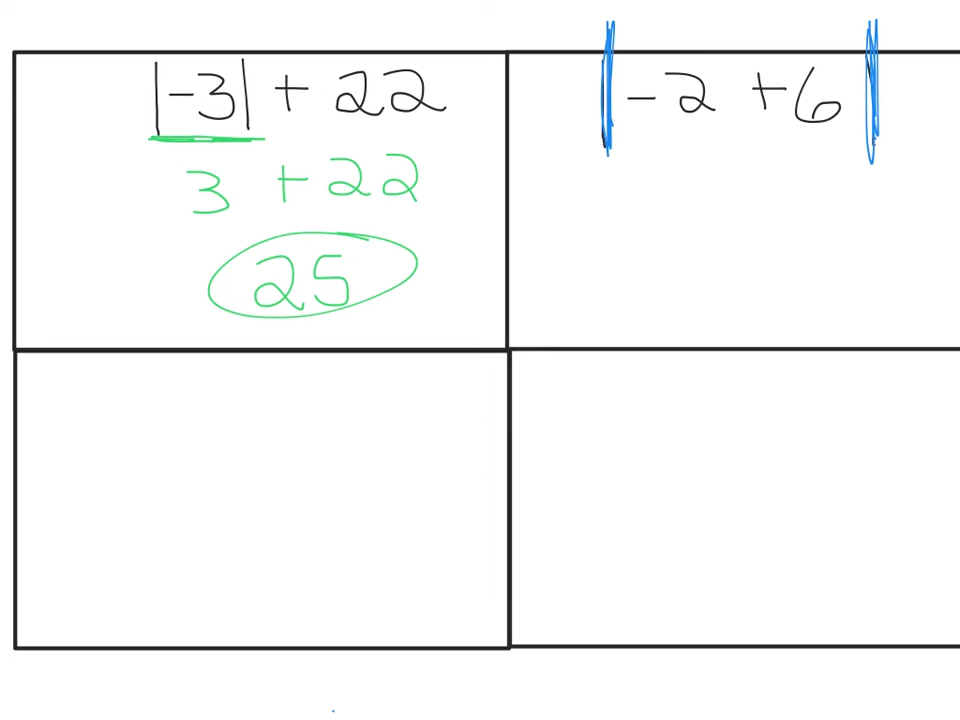 |-3| + 22
3 + 22
25
|-2 + 6|